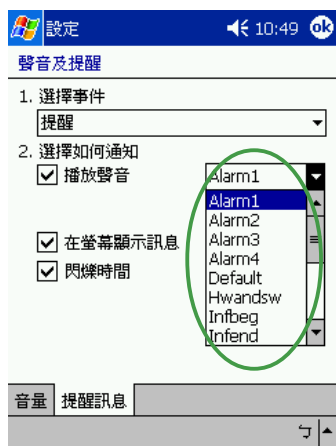 設定 10:49 ok
聲音及提醒
1. 選擇事件
提醒
2. 選擇如何通知
播放聲音 Alarm1
Alarm1
Alarm2
在螢幕顯示訊息 Alarm3
Alarm4
閃爍時間 Default
Hwandsw
Infbeg
Infend
音量 提醒訊息
ㄅ